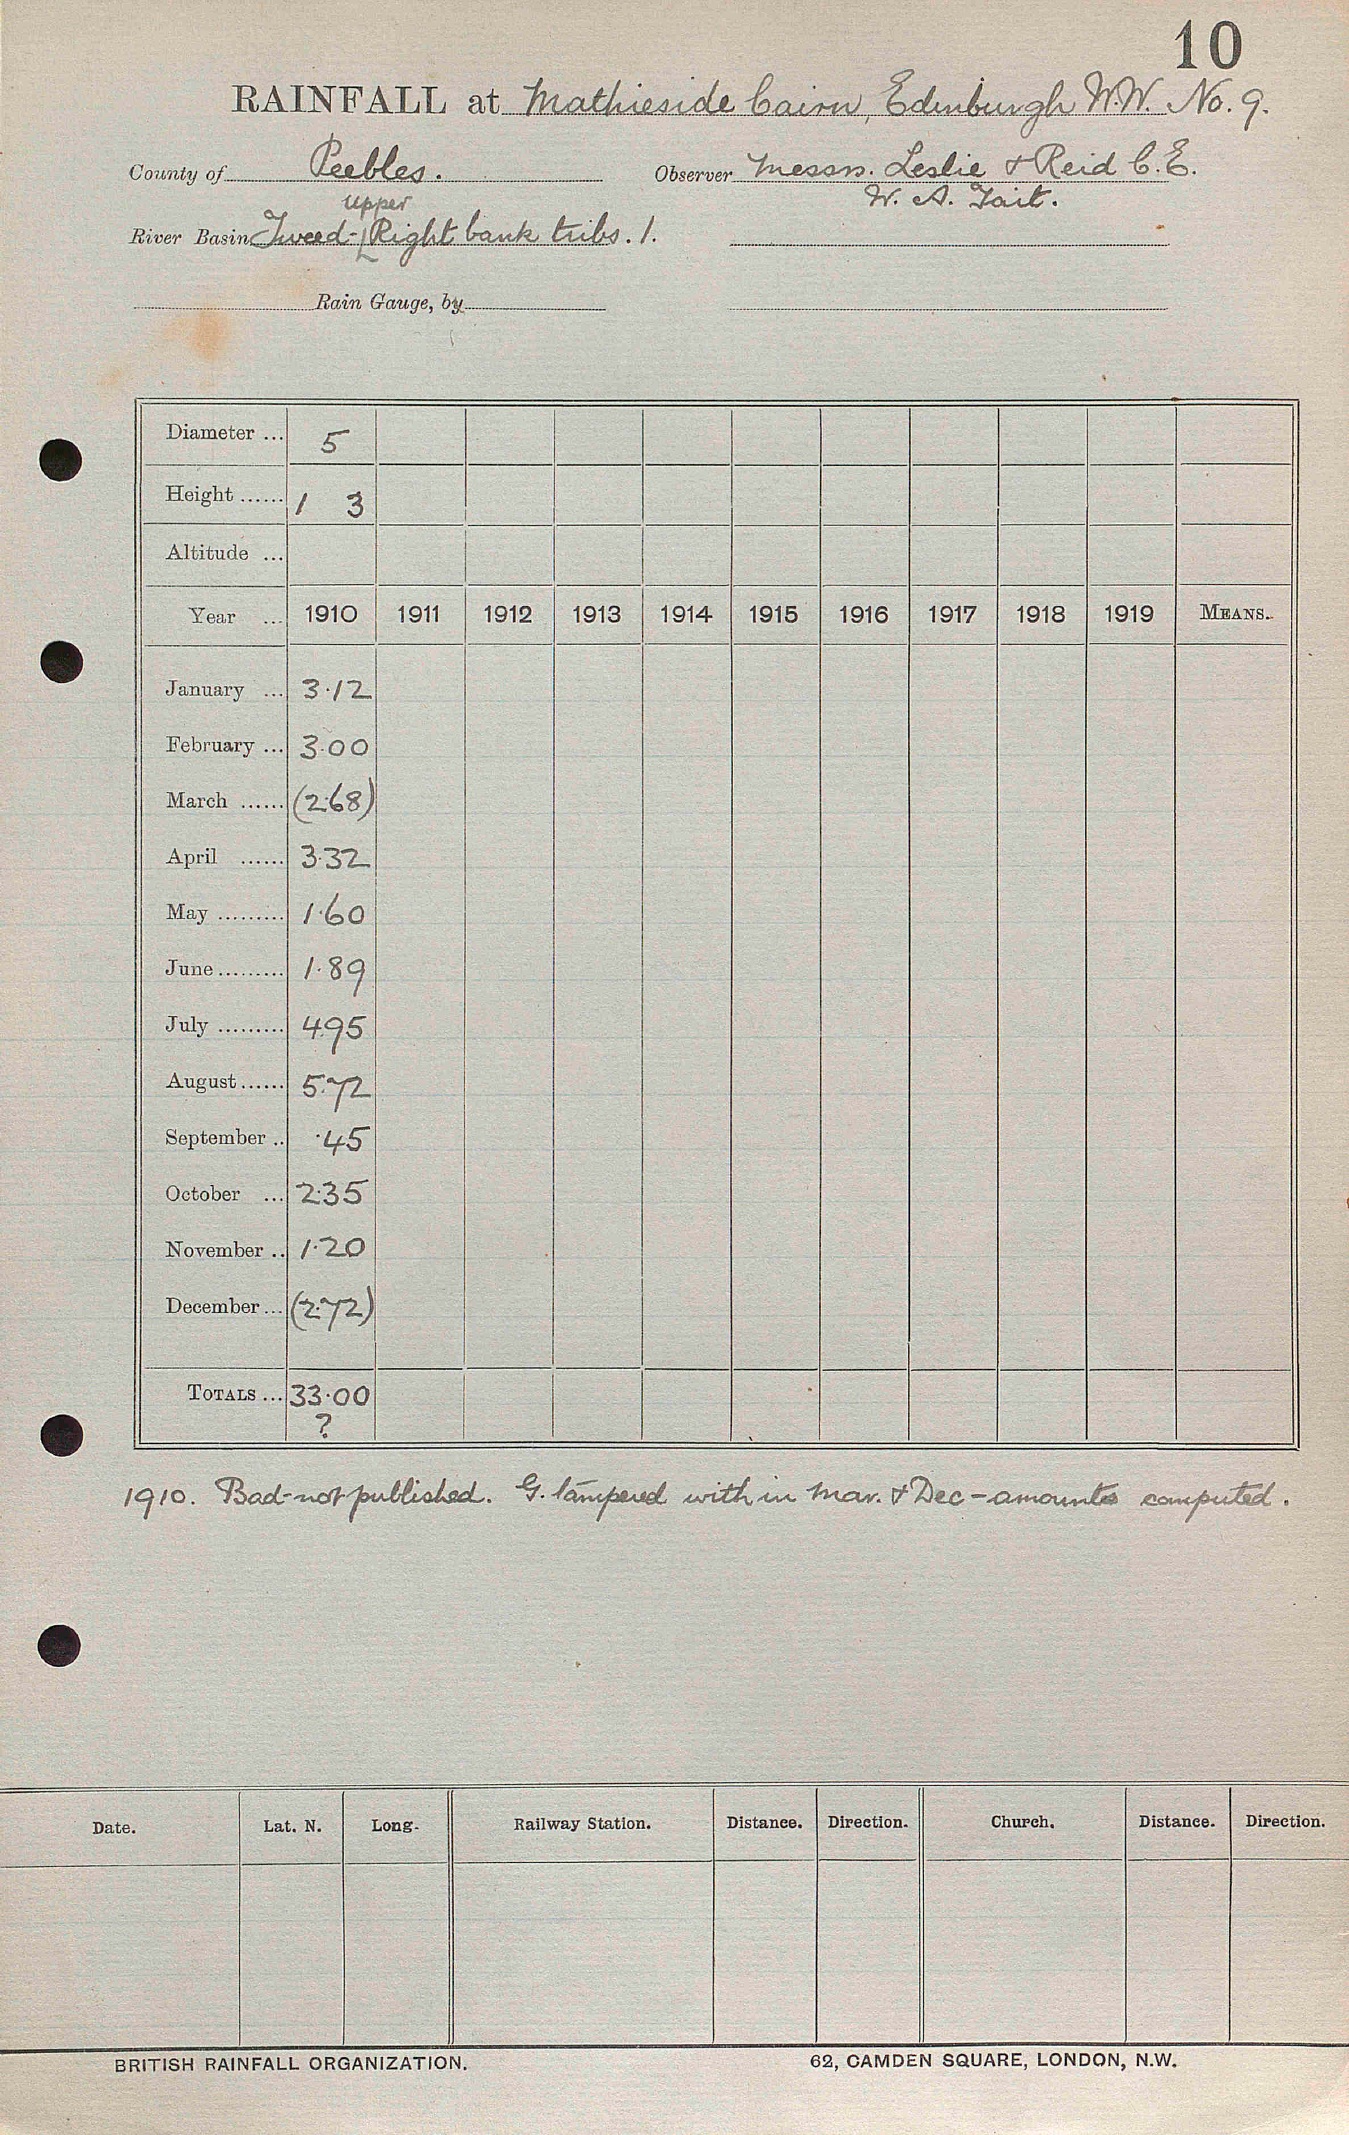 10
RAINFALL at Mathieside Cairn, Edinburgh W.W. No. 9.
County of Peebles. Observer Messrs. Leslie & Reid C.E.
W. A. Tait.
upper
River Basin Tweed-[Right bank tribs. 1.
Rain Gauge, by
Diameter ... 5
Height ...... 1 3
Altitude ...
Year ... 1910 1911 1912 1913 1914 1915 1916 1917 1918 1919 MEANS.
January ... 3.12
February ... 3.00
March ...... (2.68)
April ...... 3.32
May ......... 1.60
June ......... 1.89
July ......... 4.95
August ...... 5.72
September .. .45
October ... 2.35
November .. 1.20
December ... (2.72)
TOTALS ... 33.00
?
1910. Bad-not published. G. tampered with in Mar. & Dec - amounts computed.
Date. Lat. N. Long. Railway Station. Distance. Direction. Church. Distance. Direction.
BRITISH RAINFALL ORGANIZATION. 62, CAMDEN SQUARE, LONDON, N.W.